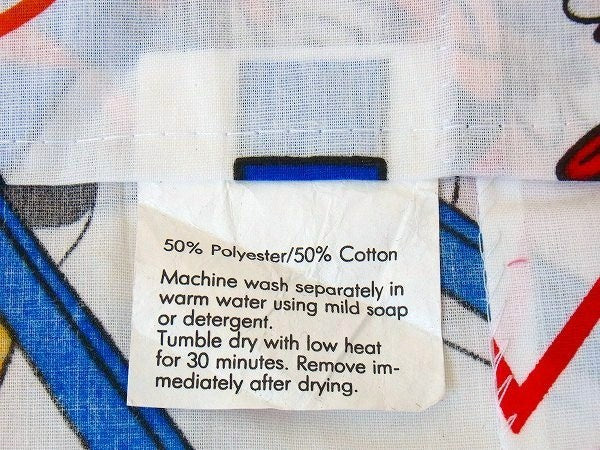 50% Polyester/50% Cotton
Machine wash separately in
warm water using mild soap
or detergent.
Tumble dry with low heat
for 30 minutes. Remove im-
mediately after drying.